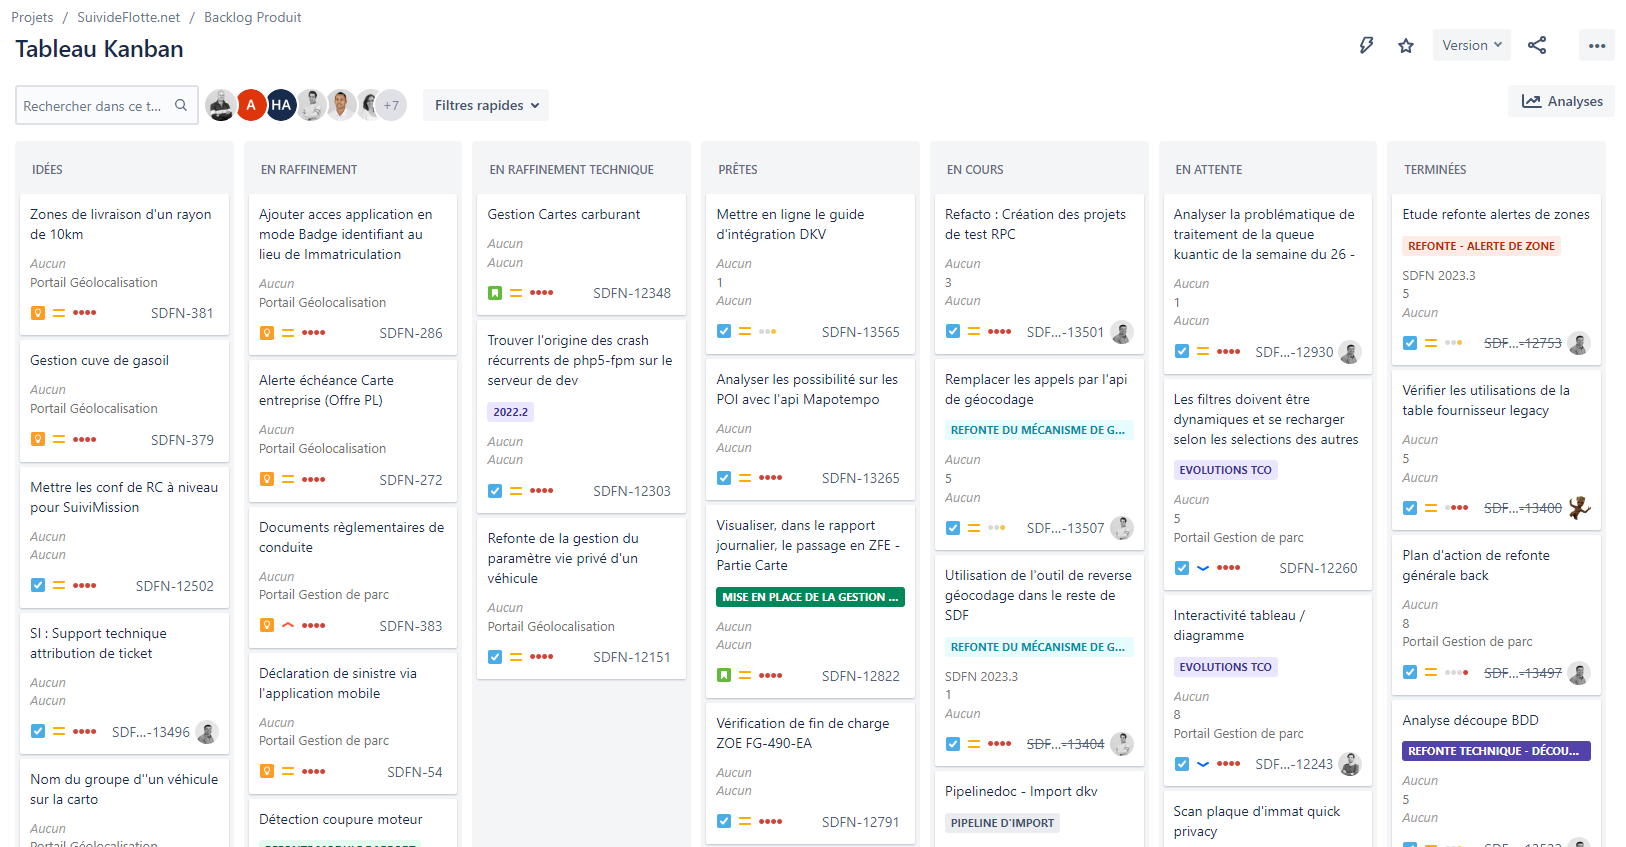 Projets / SuivideFlotte.net / Backlog Produit
Tableau Kanban
Version
Rechercher dans ce t...
A
HA
+7
Filtres rapides
Analyses
IDÉES
Zones de livraison d'un rayon
de 10km
Aucun
Portail Géolocalisation
SDFN-381
Gestion cuve de gasoil
Aucun
Portail Géolocalisation
SDFN-379
Mettre les conf de RC à niveau
pour SuiviMission
Aucun
Aucun
SDFN-12502
SI : Support technique
attribution de ticket
Aucun
Aucun
SDF...-13496
Nom du groupe d''un véhicule
sur la carto
Aucun
Portail Géolocalisation
EN RAFFINEMENT
Ajouter acces application en
mode Badge identifiant au
lieu de Immatriculation
Aucun
Portail Géolocalisation
SDFN-286
Alerte échéance Carte
entreprise (Offre PL)
Aucun
Portail Géolocalisation
SDFN-272
Documents règlementaires de
conduite
Aucun
Portail Gestion de parc
SDFN-383
Déclaration de sinistre via
l'application mobile
Aucun
Portail Gestion de parc
SDFN-54
Détection coupure moteur
EN RAFFINEMENT TECHNIQUE
Gestion Cartes carburant
Aucun
Aucun
SDFN-12348
Trouver l'origine des crash
récurrents de php5-fpm sur le
serveur de dev
2022.2
Aucun
Aucun
SDFN-12303
Refonte de la gestion du
paramètre vie privé d'un
véhicule
Aucun
Portail Géolocalisation
SDFN-12151
PRÊTES
Mettre en ligne le guide
d'intégration DKV
Aucun
1
Aucun
SDFN-13565
Analyser les possibilité sur les
POI avec l'api Mapotempo
Aucun
Aucun
SDFN-13265
Visualiser, dans le rapport
journalier, le passage en ZFE -
Partie Carte
MISE EN PLACE DE LA GESTION ...
Aucun
Aucun
SDFN-12822
Vérification de fin de charge
ZOE FG-490-EA
Aucun
Aucun
SDFN-12791
EN COURS
Refacto : Création des projets
de test RPC
Aucun
3
Aucun
SDF...-13501
Remplacer les appels par l'api
de géocodage
REFONTE DU MÉCANISME DE G...
Aucun
5
Aucun
SDF...-13507
Utilisation de l'outil de reverse
géocodage dans le reste de
SDF
REFONTE DU MÉCANISME DE G...
SDFN 2023.3
1
Aucun
SDF...-13404
Pipelinedoc - Import dkv
PIPELINE D'IMPORT
EN ATTENTE
Analyser la problématique de
traitement de la queue
kuantic de la semaine du 26 -
Aucun
1
Aucun
SDF...-12930
Les filtres doivent être
dynamiques et se recharger
selon les selections des autres
EVOLUTIONS TCO
Aucun
5
Portail Gestion de parc
SDFN-12260
Interactivité tableau /
diagramme
EVOLUTIONS TCO
Aucun
8
Portail Gestion de parc
SDF...-12243
Scan plaque d'immat quick
privacy
TERMINÉES
Etude refonte alertes de zones
REFONTE - ALERTE DE ZONE
SDFN 2023.3
5
Aucun
SDF...-12753
Vérifier les utilisations de la
table fournisseur legacy
Aucun
5
Aucun
SDF...-13400
Plan d'action de refonte
générale back
Aucun
8
Portail Gestion de parc
SDF...-13497
Analyse découpe BDD
REFONTE TECHNIQUE - DÉCOU...
Aucun
5
Aucun